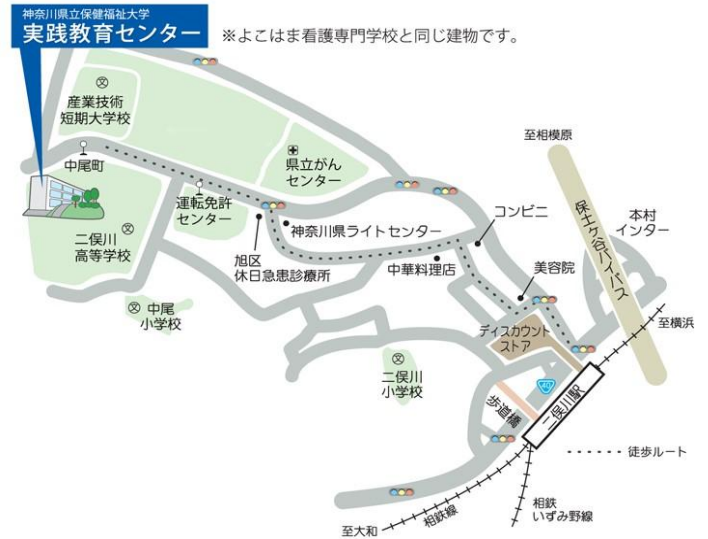 神奈川県立保健福祉大学
実践教育センター
※よこはま看護専門学校と同じ建物です。
産業技術
短期大学校
至相模原
中尾町
県立がん
センター
運転免許
センター
コンビニ
本村
インター
保土ヶ谷バイパス
神奈川県ライトセンター
二俣川
高等学校
旭区
休日急患診療所
中華料理店
美容院
中尾
小学校
至横浜
ディスカウント
ストア
二俣川
小学校
歩道橋
二俣川駅
徒歩ルート
相鉄
いずみ野線
相鉄線
至大和